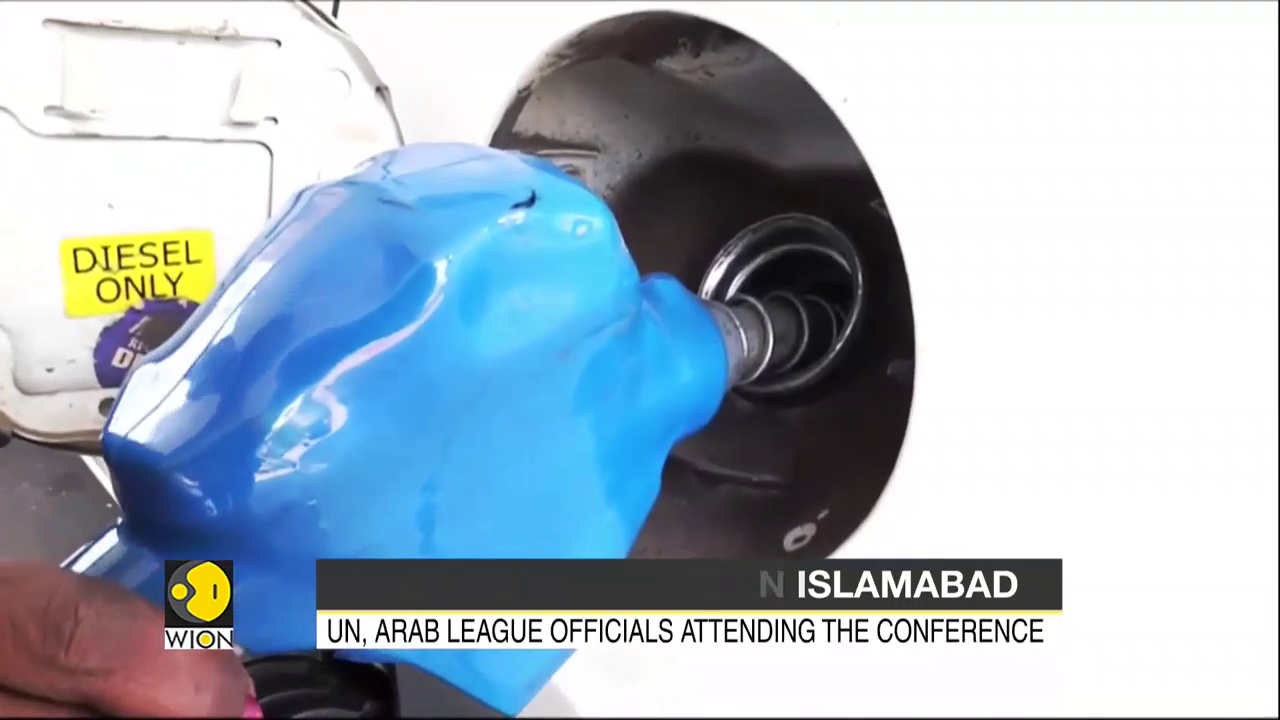 DIESEL
ONLY
N ISLAMABAD
UN, ARAB LEAGUE OFFICIALS ATTENDING THE CONFERENCE
WION